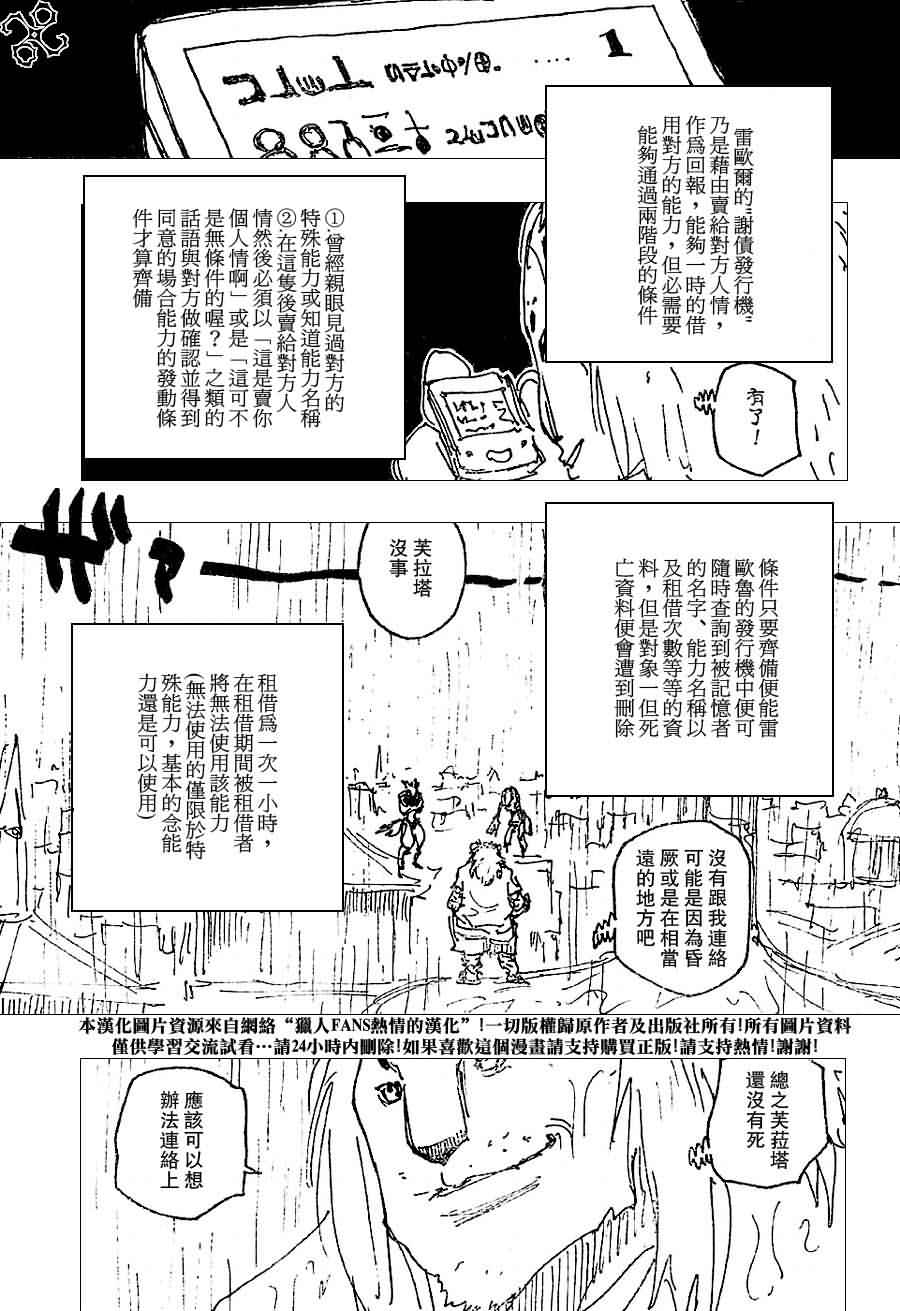 1
雷歐爾的"謝債發行機"
乃是藉由賣給對方人情，
作爲回報，能夠一時的借
用對方的能力，但必需要
能夠通過兩階段的條件
①曾經親眼見過對方的
特殊能力或知道能力名稱
②在這隻後賣給對方人
情然後必須以「這是賣你
個人情啊」或是「這可不
是無條件的喔？」之類的
話語與對方做確認並得到
同意的場合能力的發動條
件才算齊備
有了！
條件只要齊備便能雷
歐魯的發行機中便可
隨時查詢到被記憶者
的名字、能力名稱以
及租借次數等等的資
料，但是對象一但死
亡資料便會遭到刪除
芙拉塔
沒事
ザァー
租借爲一次一小時，
在租借期間被租借者
將無法使用該能力
(無法使用的僅限於特
殊能力，基本的念能
力還是可以使用)
沒有跟我連絡
可能是因為昏
厥或是在相當
遠的地方吧
本漢化圖片資源來自網絡“獵人FANS熱情的漢化”!一切版權歸原作者及出版社所有!所有圖片資料
僅供學習交流試看…請24小時內刪除!如果喜歡這個漫畫請支持購買正版!請支持熱情!謝謝!
總之芙菈塔
還沒有死
應該可以想
辦法連絡上